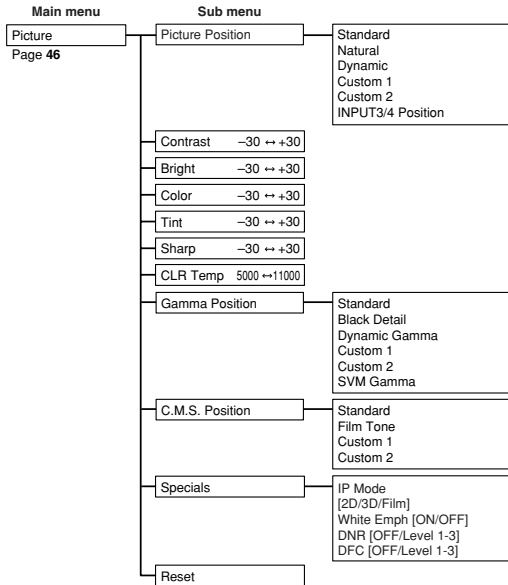 Main menu Sub menu
Picture
Page 46
Picture Position
Standard
Natural
Dynamic
Custom 1
Custom 2
INPUT3/4 Position
Contrast –30 ↔ +30
Bright –30 ↔ +30
Color –30 ↔ +30
Tint –30 ↔ +30
Sharp –30 ↔ +30
CLR Temp 5000 ↔11000
Gamma Position
Standard
Black Detail
Dynamic Gamma
Custom 1
Custom 2
SVM Gamma
C.M.S. Position
Standard
Film Tone
Custom 1
Custom 2
Specials
IP Mode
[2D/3D/Film]
White Emph [ON/OFF]
DNR [OFF/Level 1-3]
DFC [OFF/Level 1-3]
Reset